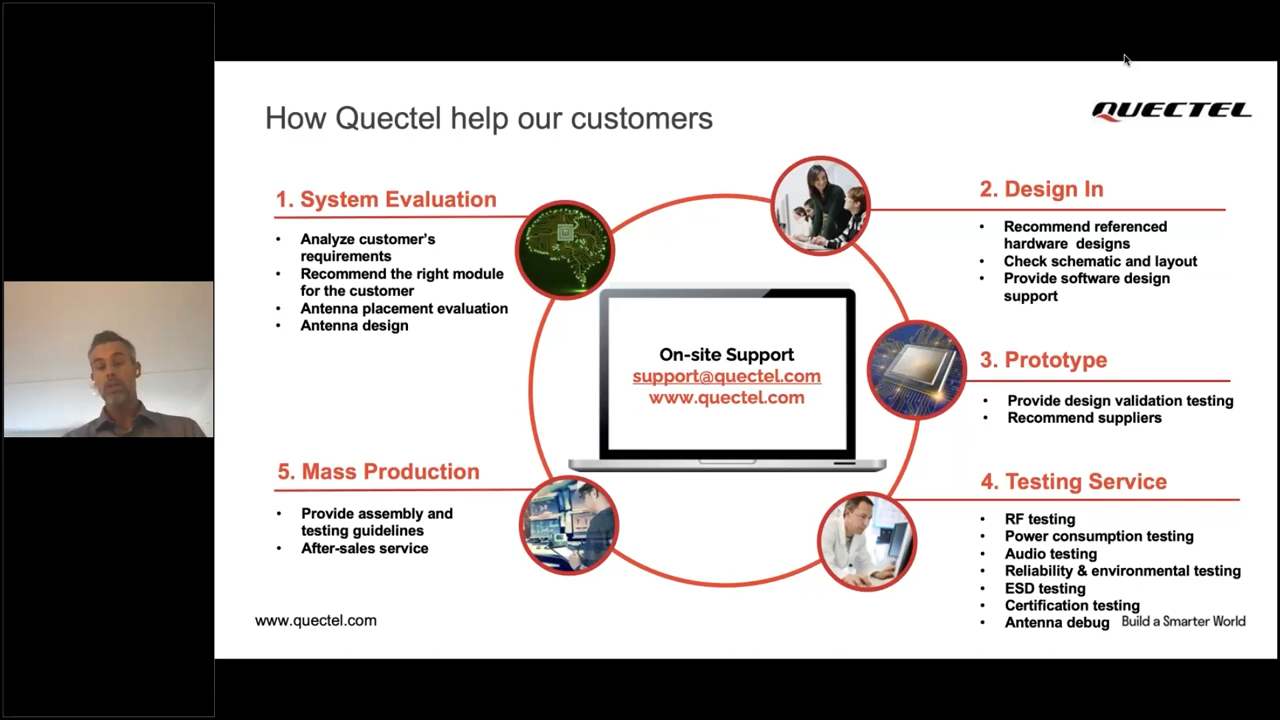 How Quectel help our customers
QUECTEL
1. System Evaluation
• Analyze customer's
requirements
• Recommend the right module
for the customer
• Antenna placement evaluation
• Antenna design
2. Design In
• Recommend referenced
hardware designs
• Check schematic and layout
• Provide software design
support
On-site Support
support@quectel.com
www.quectel.com
3. Prototype
• Provide design validation testing
• Recommend suppliers
4. Testing Service
• RF testing
• Power consumption testing
• Audio testing
• Reliability & environmental testing
• ESD testing
• Certification testing
• Antenna debug
5. Mass Production
• Provide assembly and
testing guidelines
• After-sales service
www.quectel.com
Build a Smarter World